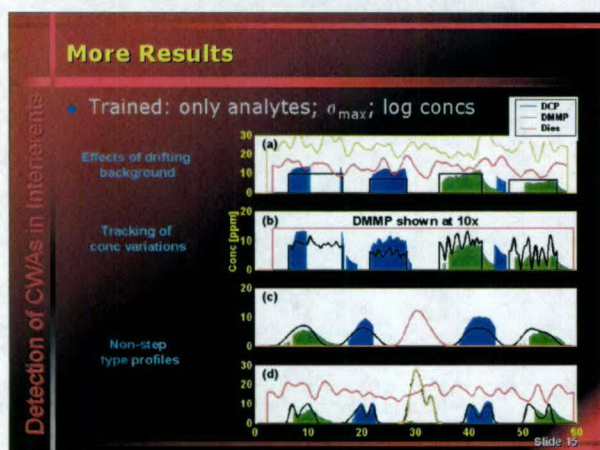 More Results
Detection of CWAs in Interferents
Trained: only analytes; σmax; log concs
DCP
DMMP
Dies
Effects of drifting
background
(a)
30
20
10
0
Tracking of
conc variations
(b)
DMMP shown at 10x
20
10
0
Conc [ppm]
Non-step
type profiles
(c)
20
10
0
(d)
30
20
10
0
0 10 20 30 40 50 60
Slide 15